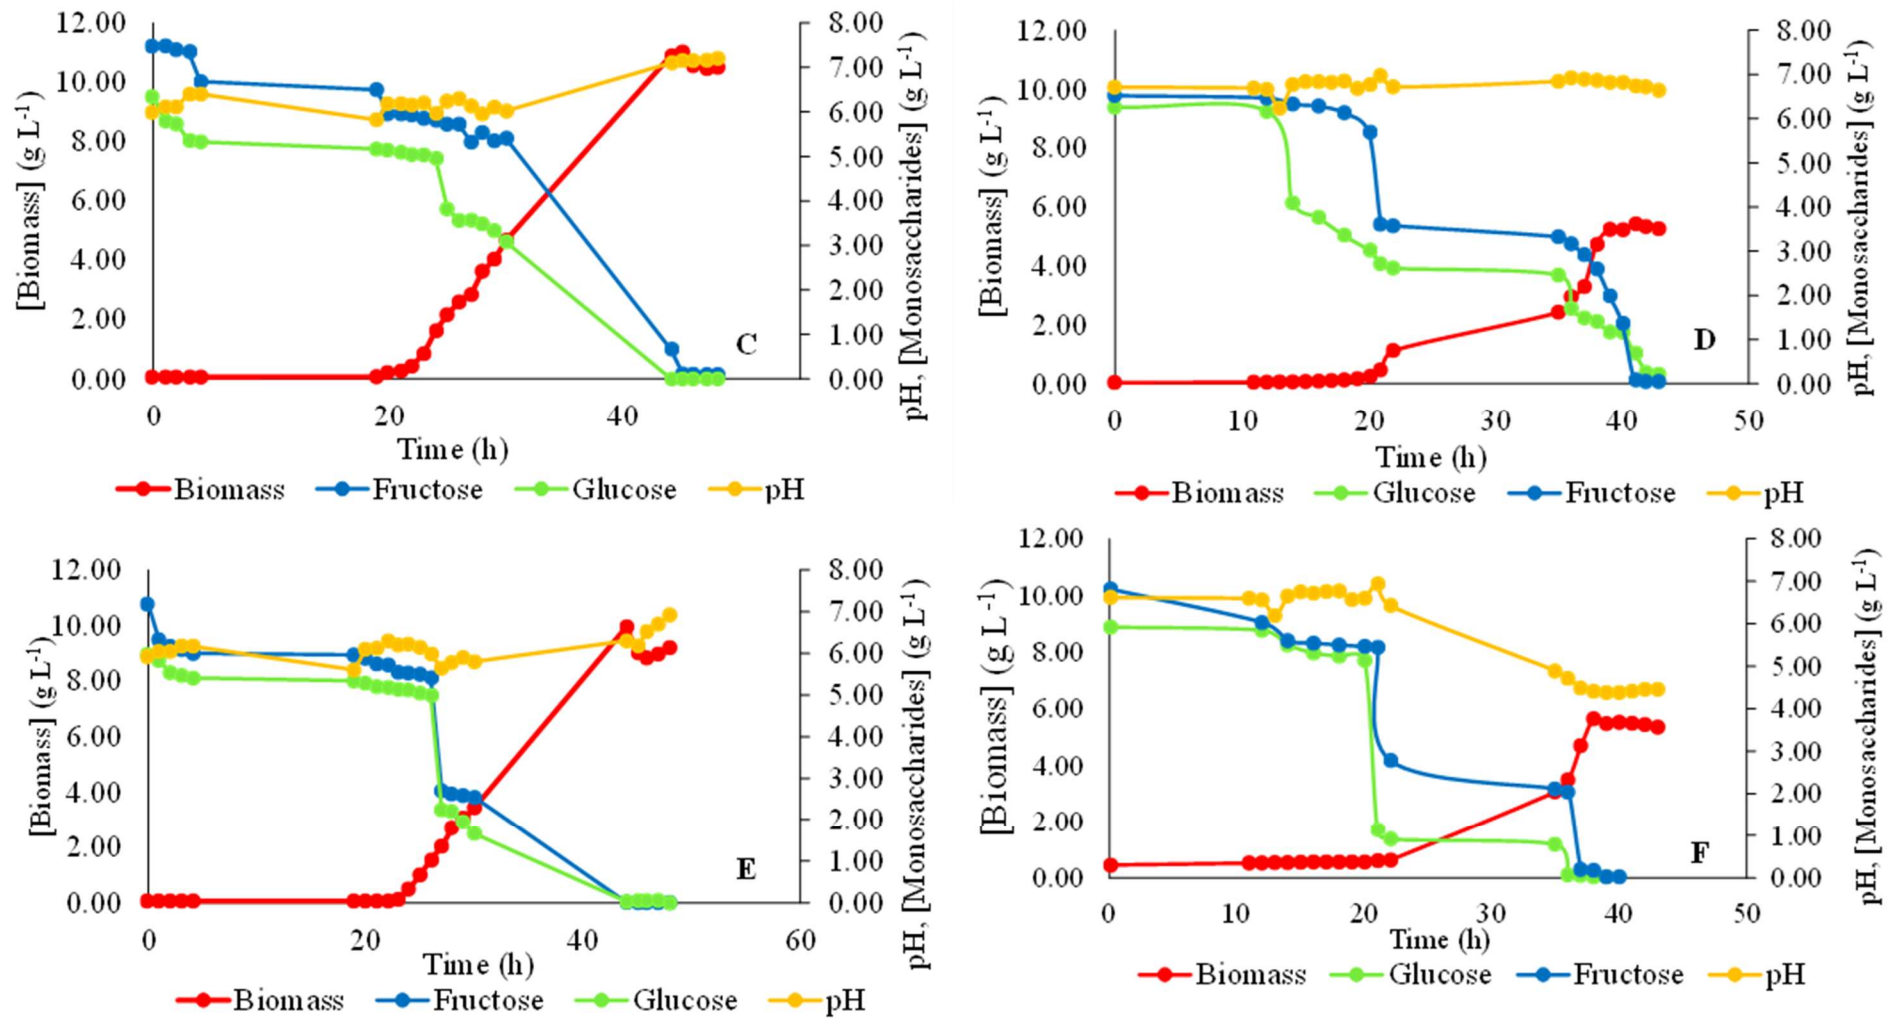 12.00
10.00
8.00
6.00
4.00
2.00
0.00
[Biomass] (g L-1)
8.00
7.00
6.00
5.00
4.00
3.00
2.00
1.00
0.00
pH, [Monosaccharides] (g L-1)
C
0 20 40
Time (h)
Biomass Fructose Glucose pH
12.00
10.00
8.00
6.00
4.00
2.00
0.00
[Biomass] (g L-1)
8.00
7.00
6.00
5.00
4.00
3.00
2.00
1.00
0.00
pH, [Monosaccharides] (g L-1)
D
0 10 20 30 40 50
Time (h)
Biomass Glucose Fructose pH
12.00
10.00
8.00
6.00
4.00
2.00
0.00
[Biomass] (g L-1)
8.00
7.00
6.00
5.00
4.00
3.00
2.00
1.00
0.00
pH, [Monosaccharides] (g L-1)
E
0 20 40 60
Time (h)
Biomass Fructose Glucose pH
12.00
10.00
8.00
6.00
4.00
2.00
0.00
[Biomass] (g L-1)
8.00
7.00
6.00
5.00
4.00
3.00
2.00
1.00
0.00
pH, [Monosaccharides] (g L-1)
F
0 10 20 30 40 50
Time (h)
Biomass Glucose Fructose pH